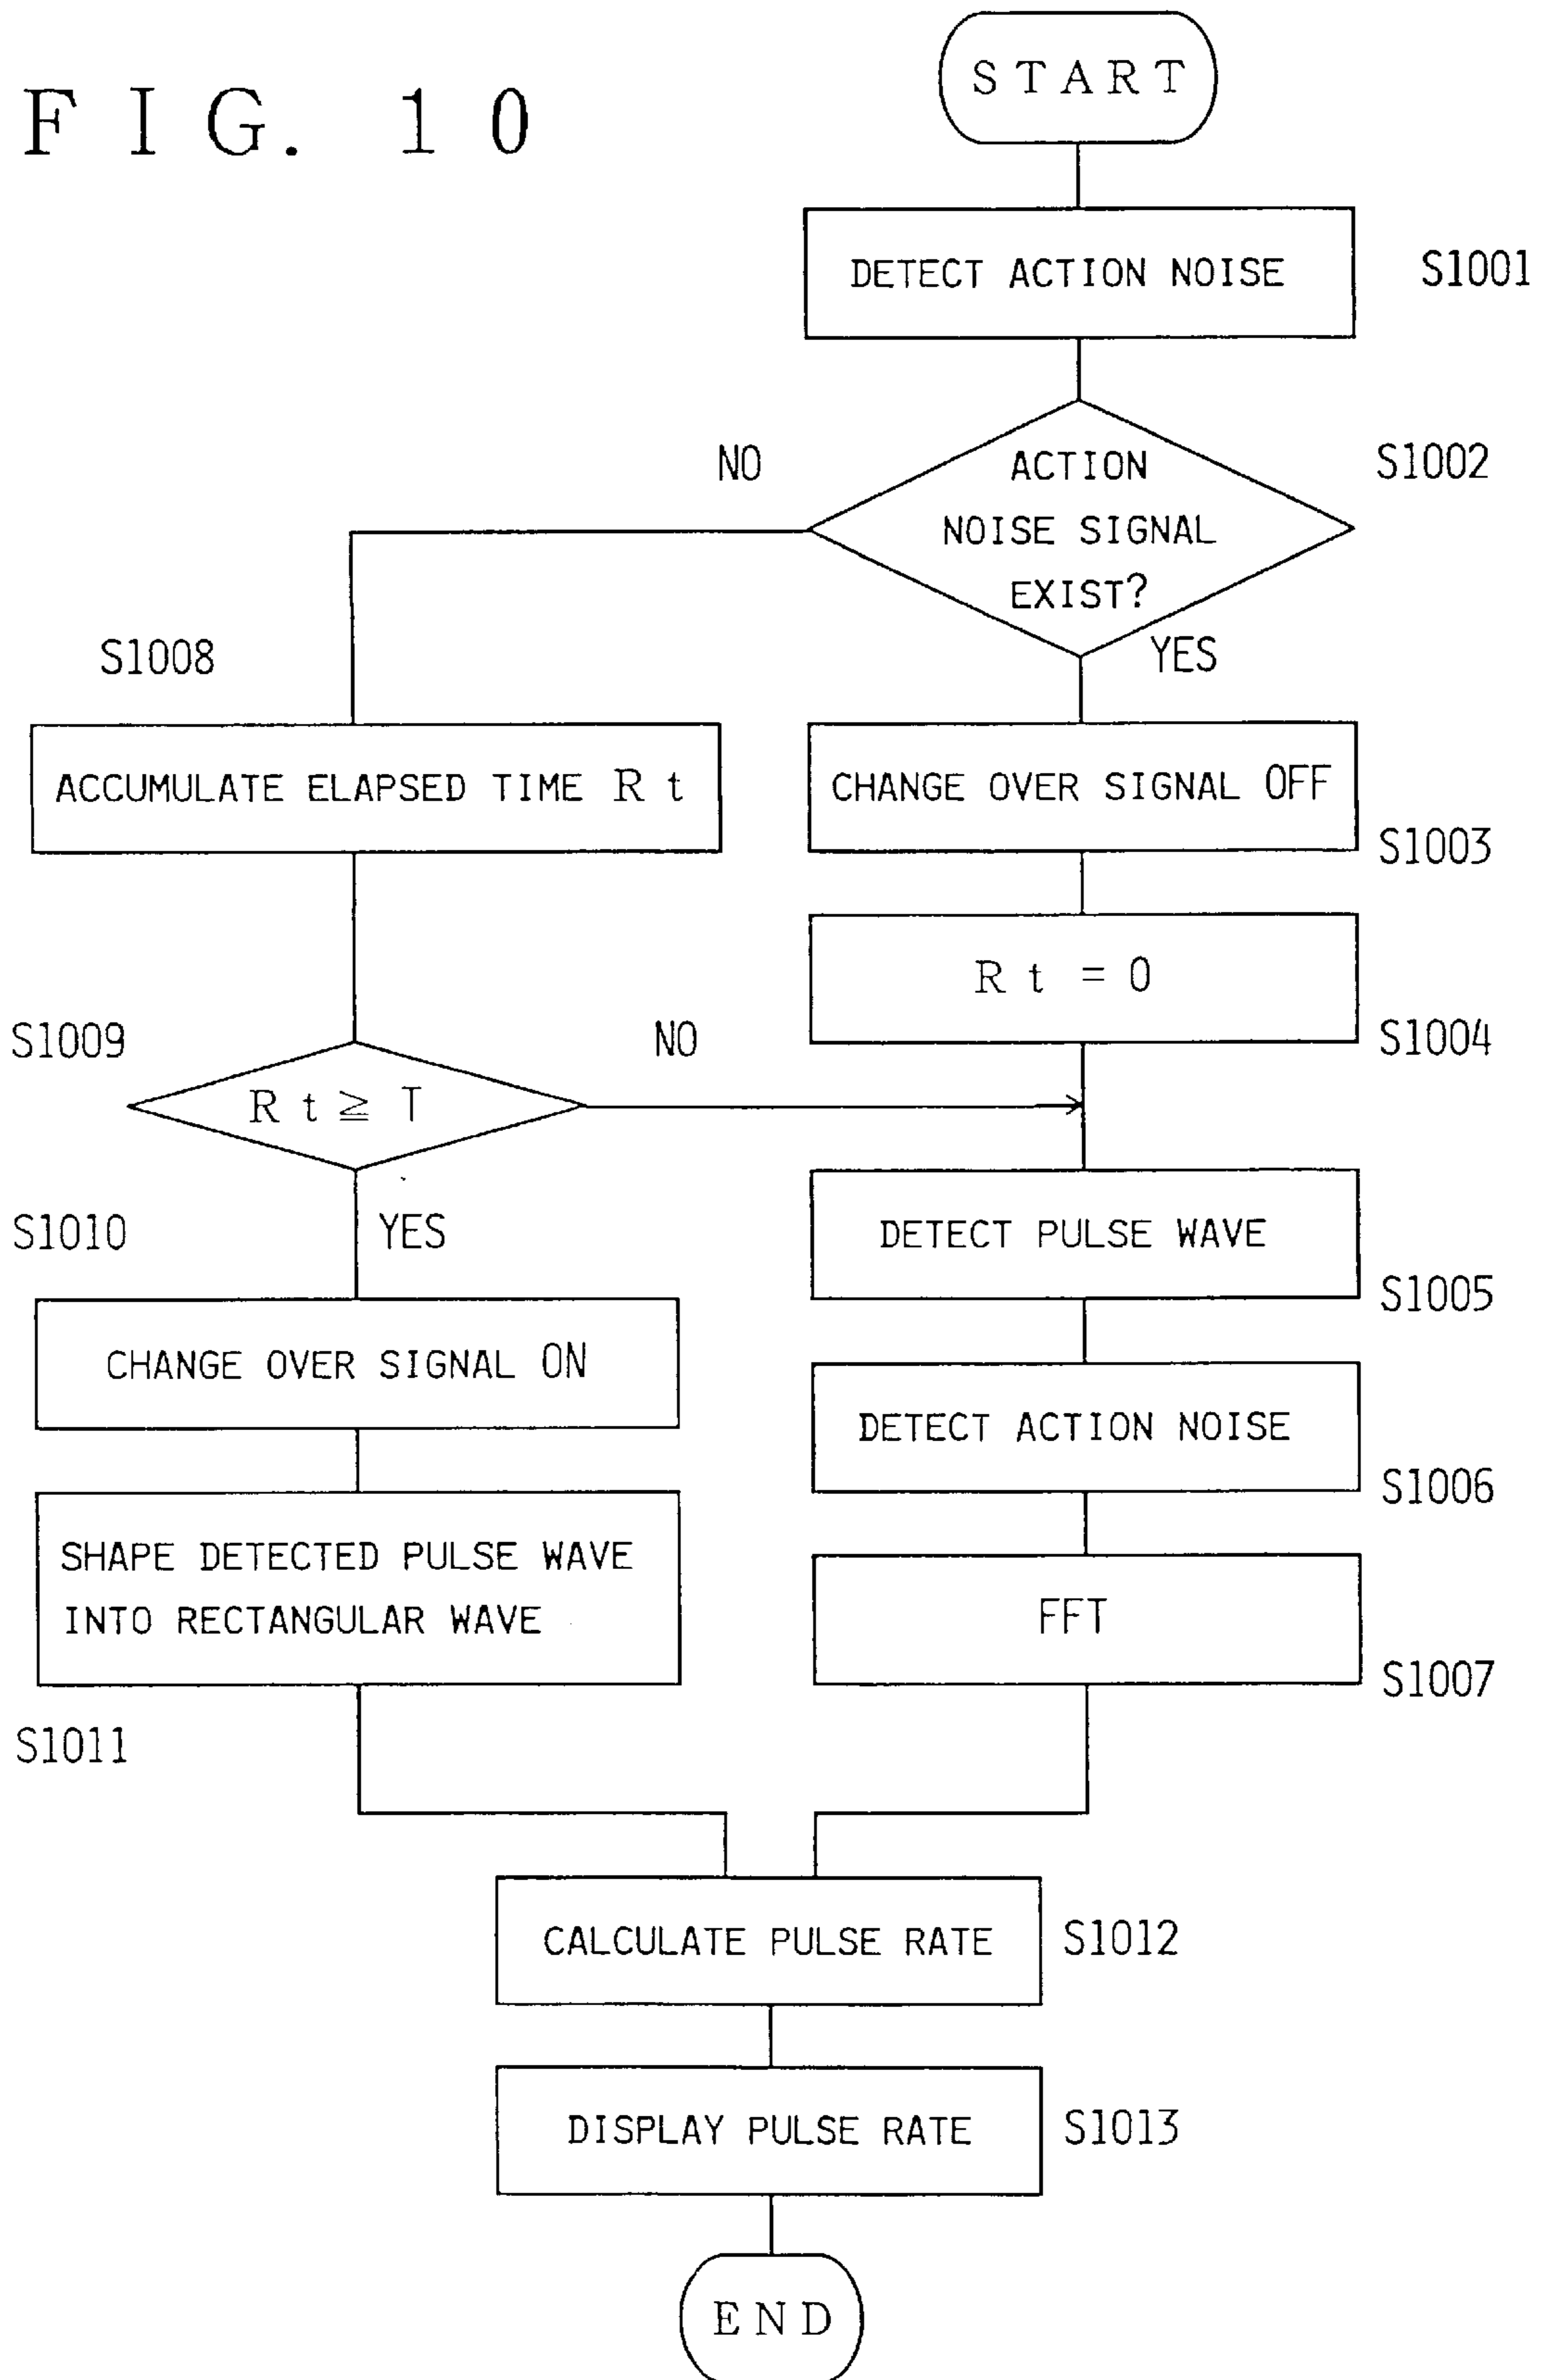 FIG. 10
START
DETECT ACTION NOISE
S1001
ACTION
NOISE SIGNAL
EXIST?
S1002
NO
YES
S1008
ACCUMULATE ELAPSED TIME Rt
CHANGE OVER SIGNAL OFF
S1003
Rt = 0
S1004
S1009
Rt ≧ T
NO
YES
DETECT PULSE WAVE
S1005
S1010
CHANGE OVER SIGNAL ON
DETECT ACTION NOISE
S1006
SHAPE DETECTED PULSE WAVE
INTO RECTANGULAR WAVE
S1011
FFT
S1007
CALCULATE PULSE RATE
S1012
DISPLAY PULSE RATE
S1013
END